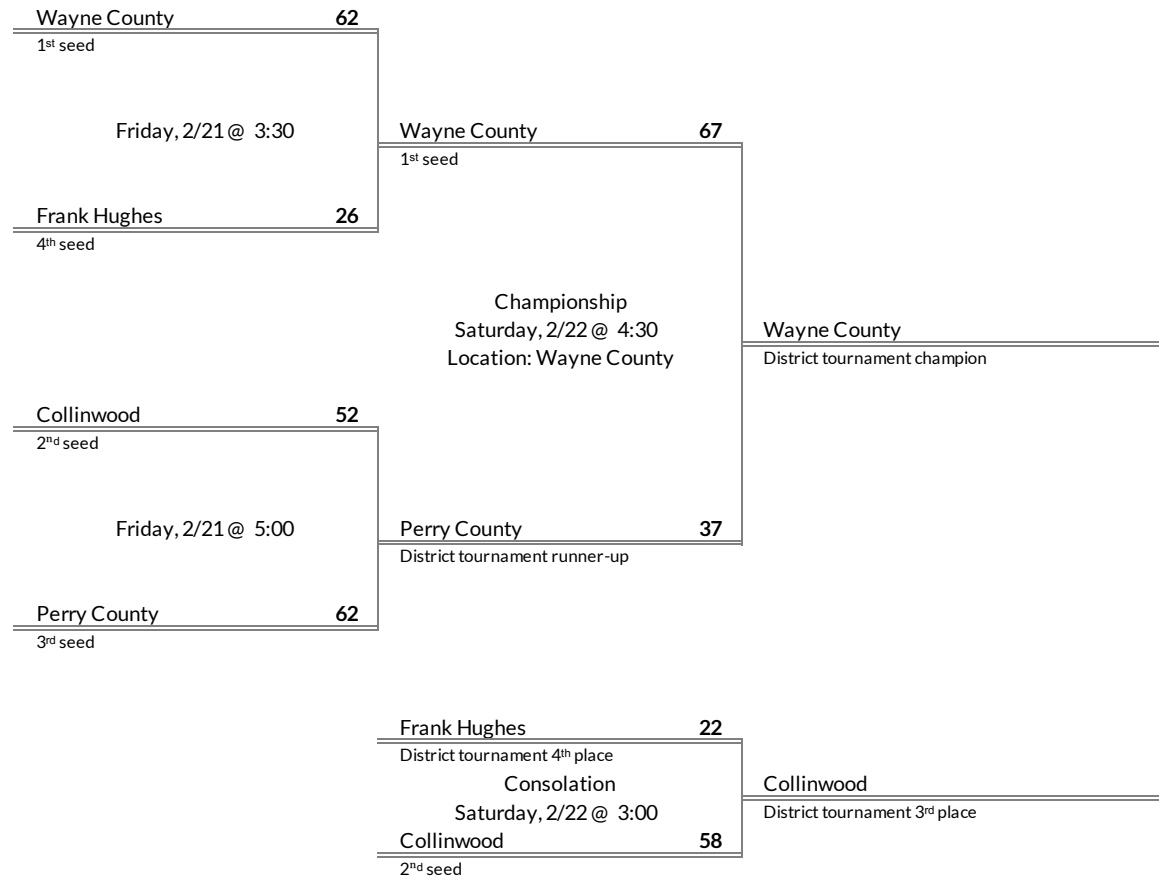 Wayne County 62
1st seed
Friday, 2/21 @ 3:30
Frank Hughes 26
4th seed
Wayne County 67
1st seed
Championship
Saturday, 2/22 @ 4:30
Location: Wayne County
Wayne County
District tournament champion
Collinwood 52
2nd seed
Friday, 2/21 @ 5:00
Perry County 62
3rd seed
Perry County 37
District tournament runner-up
Frank Hughes 22
District tournament 4th place
Consolation
Saturday, 2/22 @ 3:00
Collinwood 58
2nd seed
Collinwood
District tournament 3rd place